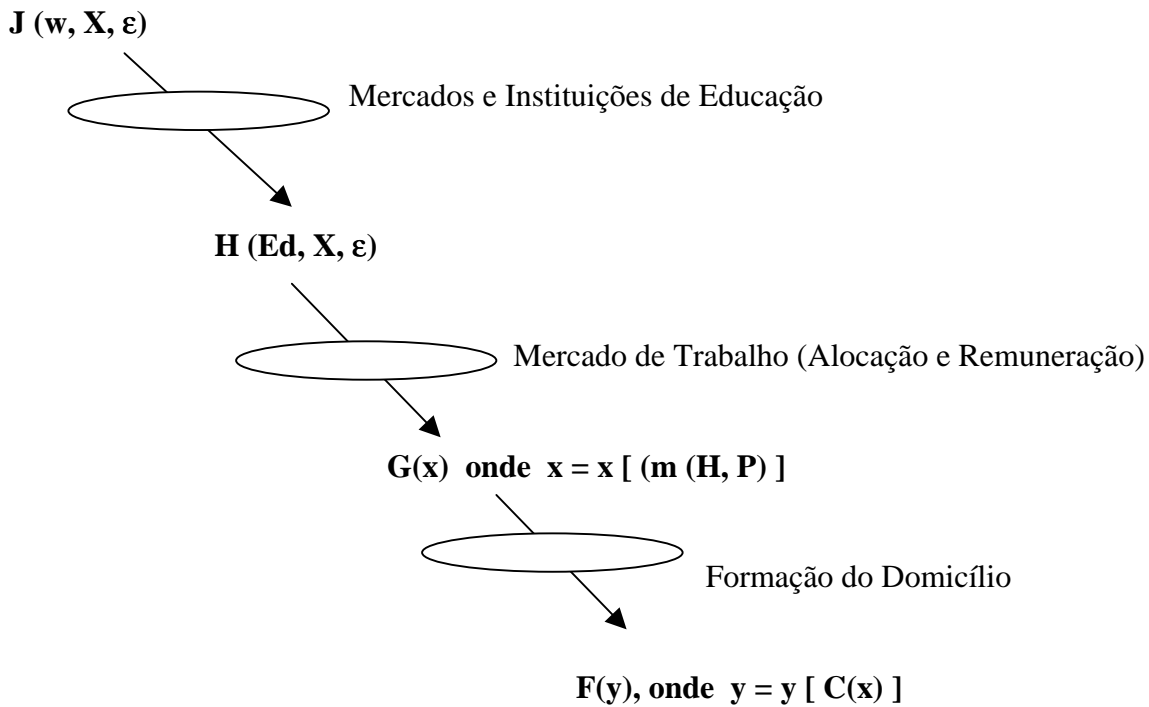 J (w, X, ε)
Mercados e Instituições de Educação
H (Ed, X, ε)
Mercado de Trabalho (Alocação e Remuneração)
G(x) onde x = x [ (m (H, P) ]
Formação do Domicílio
F(y), onde y = y [ C(x) ]